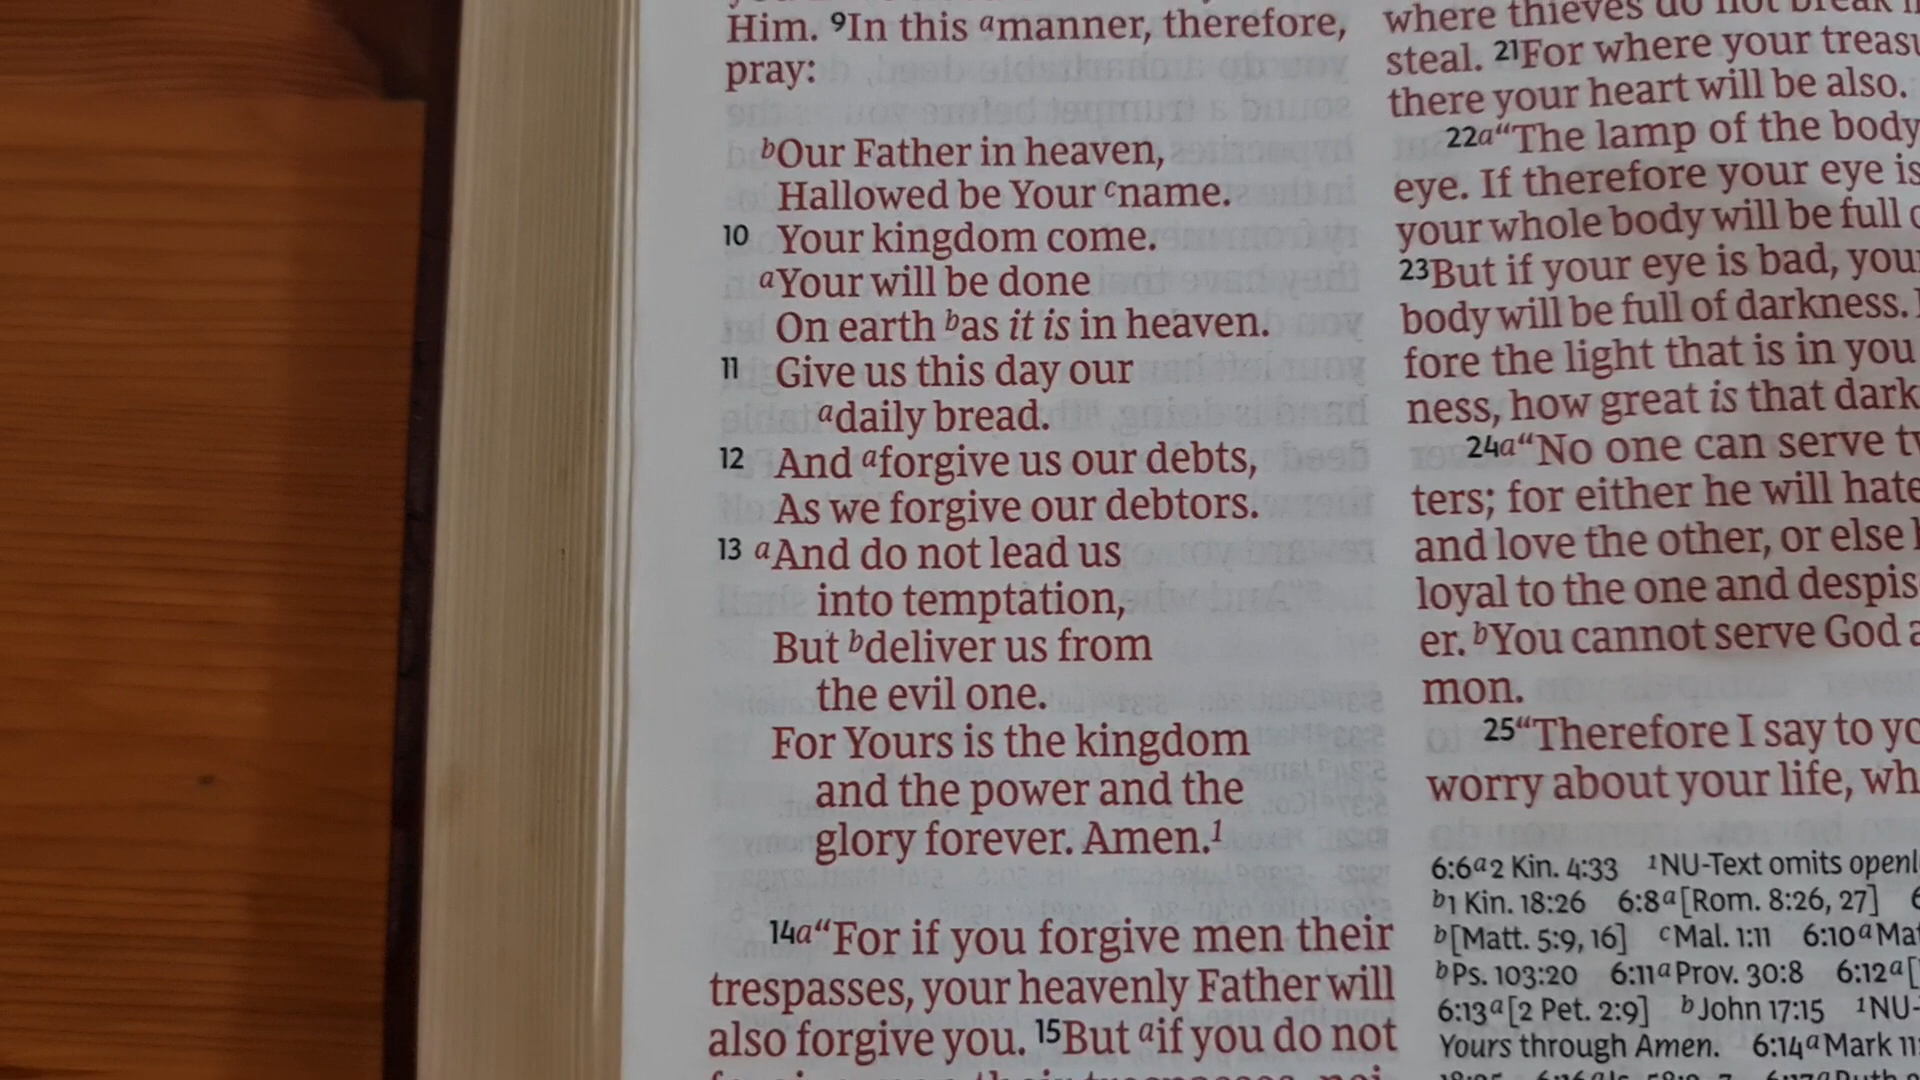 Him. 9In this amanner, therefore,
pray:
bOur Father in heaven,
Hallowed be Your cname.
10 Your kingdom come.
aYour will be done
On earth bas it is in heaven.
11 Give us this day our
adaily bread.
12 And aforgive us our debts,
As we forgive our debtors.
13 aAnd do not lead us
into temptation,
But bdeliver us from
the evil one.
For Yours is the kingdom
and the power and the
glory forever. Amen.1
14a“For if you forgive men their
trespasses, your heavenly Father will
also forgive you. 15But aif you do not
where thieves do not break
steal. 21For where your
there your heart will be also.
22a“The lamp of the body
eye. If therefore your eye is
your whole body will be full
23But if your eye is bad,
body will be full of darkness.
fore the light that is in you
ness, how great is that
24a“No one can serve
ters; for either he will hate
and love the other, or else
loyal to the one and
er. bYou cannot serve God
mon.
25“Therefore I say to
worry about your life,
6:6a2 Kin. 4:33 1NU-Text omits
b1 Kin. 18:26 6:8a[Rom. 8:26, 27]
b[Matt. 5:9, 16] cMal. 1:11 6:10a
bPs. 103:20 6:11aProv. 30:8 6:12a
6:13a[2 Pet. 2:9] bJohn 17:15 1NU-
Yours through Amen. 6:14aMark